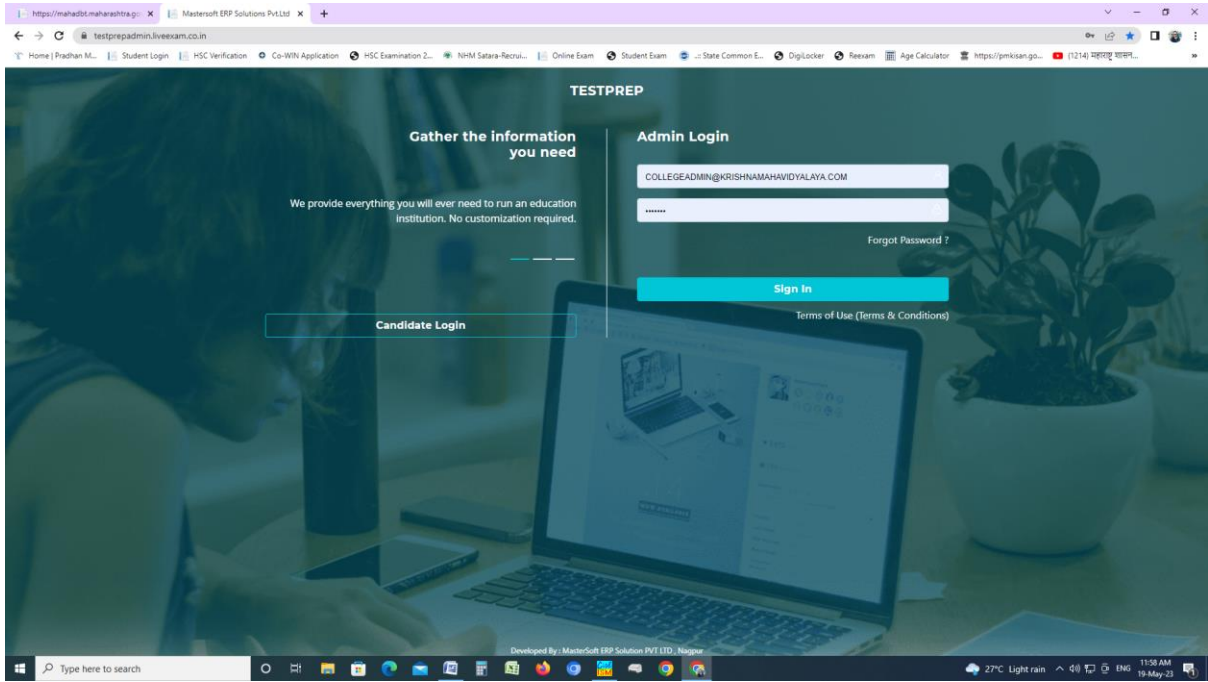 https://mahadbt.maharashtra.go
Mastersoft ERP Solutions Pvt.Ltd
testprepadmin.liveexam.co.in
Home | Pradhan M...
Student Login
HSC Verification
Co-WIN Application
HSC Examination 2...
NHM Satara-Recrui...
Online Exam
Student Exam
.:: State Common E...
DigiLocker
Reexam
Age Calculator
https://pmkisan.go...
(1214) महाराष्ट्र शासन...
TESTPREP
Gather the information
you need
We provide everything you will ever need to run an education
institution. No customization required.
Candidate Login
Admin Login
COLLEGEADMIN@KRISHNAMAHAVIDYALAYA.COM
•••••••
Forgot Password ?
Sign In
Terms of Use (Terms & Conditions)
Developed By : MasterSoft ERP Solution PVT LTD , Nagpur
Type here to search
27°C Light rain
ENG
11:58 AM
19-May-23